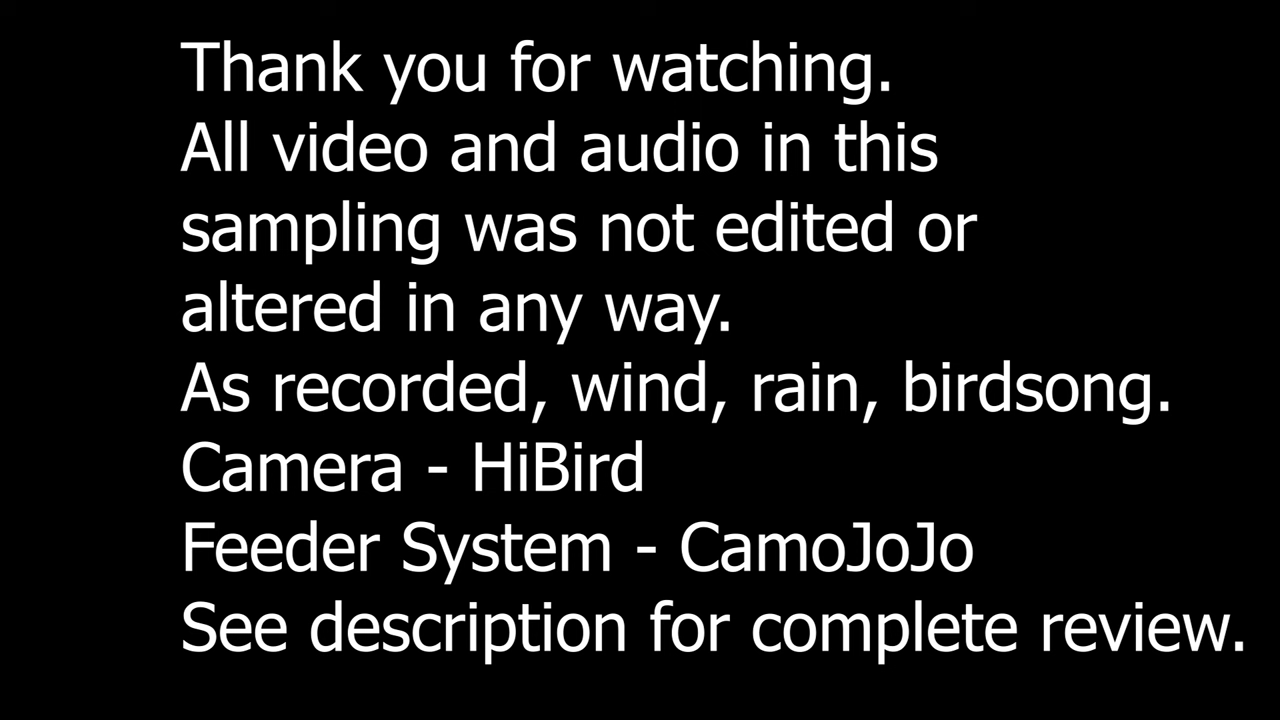 Thank you for watching.
All video and audio in this
sampling was not edited or
altered in any way.
As recorded, wind, rain, birdsong.
Camera - HiBird
Feeder System - CamoJoJo
See description for complete review.